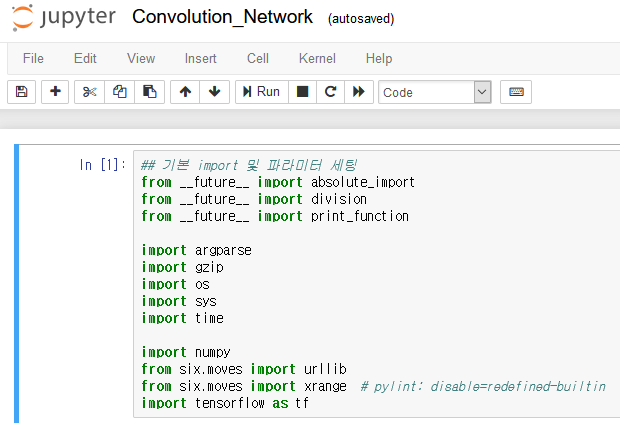 jupyter Convolution_Network (autosaved)
File Edit View Insert Cell Kernel Help
Run Code
In [1]: ## 기본 import 및 파라미터 세팅
from __future__ import absolute_import
from __future__ import division
from __future__ import print_function
import argparse
import gzip
import os
import sys
import time
import numpy
from six.moves import urllib
from six.moves import xrange # pylint: disable=redefined-builtin
import tensorflow as tf